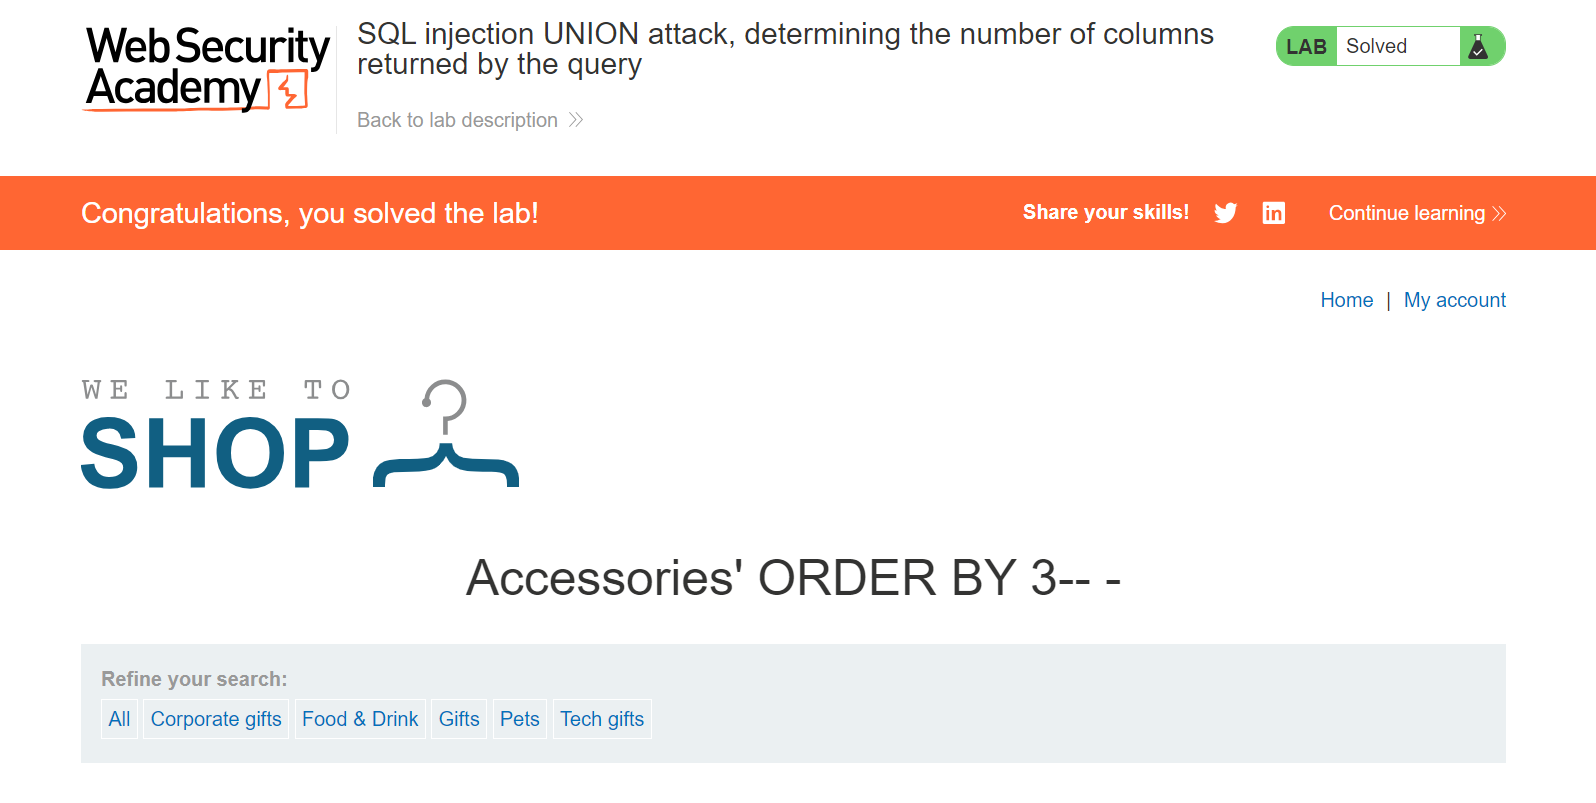 Web Security
Academy
SQL injection UNION attack, determining the number of columns
returned by the query
Back to lab description
LAB Solved
Congratulations, you solved the lab!
Share your skills!
Continue learning
Home | My account
WE LIKE TO
SHOP
Accessories' ORDER BY 3-- -
Refine your search:
All Corporate gifts Food & Drink Gifts Pets Tech gifts